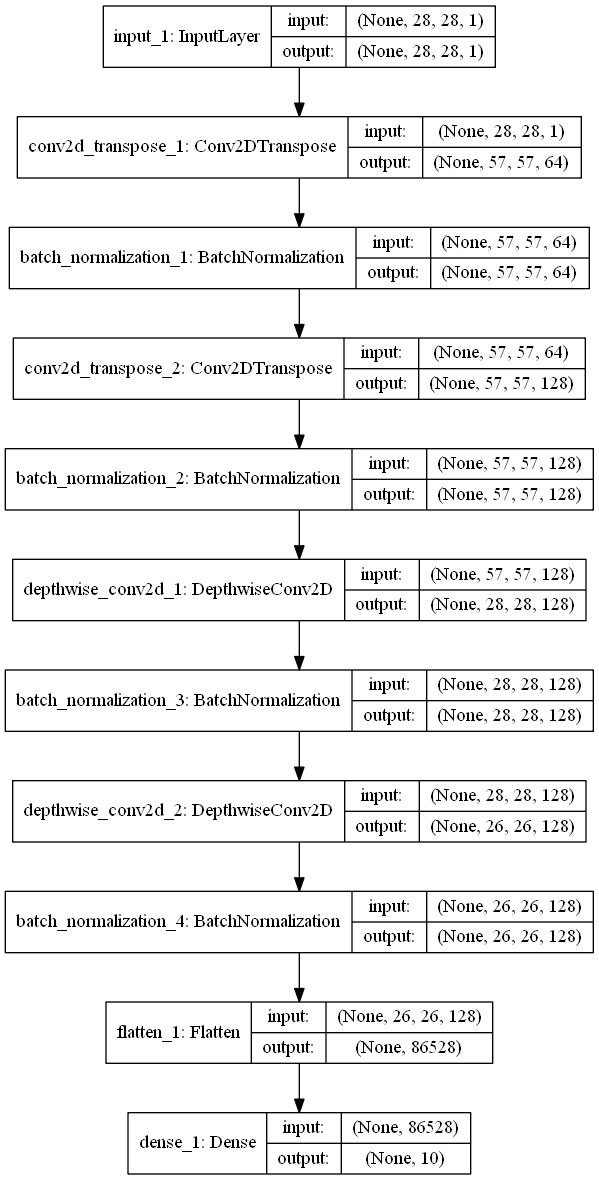 input_1: InputLayer
input: (None, 28, 28, 1)
output: (None, 28, 28, 1)
conv2d_transpose_1: Conv2DTranspose
input: (None, 28, 28, 1)
output: (None, 57, 57, 64)
batch_normalization_1: BatchNormalization
input: (None, 57, 57, 64)
output: (None, 57, 57, 64)
conv2d_transpose_2: Conv2DTranspose
input: (None, 57, 57, 64)
output: (None, 57, 57, 128)
batch_normalization_2: BatchNormalization
input: (None, 57, 57, 128)
output: (None, 57, 57, 128)
depthwise_conv2d_1: DepthwiseConv2D
input: (None, 57, 57, 128)
output: (None, 28, 28, 128)
batch_normalization_3: BatchNormalization
input: (None, 28, 28, 128)
output: (None, 28, 28, 128)
depthwise_conv2d_2: DepthwiseConv2D
input: (None, 28, 28, 128)
output: (None, 26, 26, 128)
batch_normalization_4: BatchNormalization
input: (None, 26, 26, 128)
output: (None, 26, 26, 128)
flatten_1: Flatten
input: (None, 26, 26, 128)
output: (None, 86528)
dense_1: Dense
input: (None, 86528)
output: (None, 10)